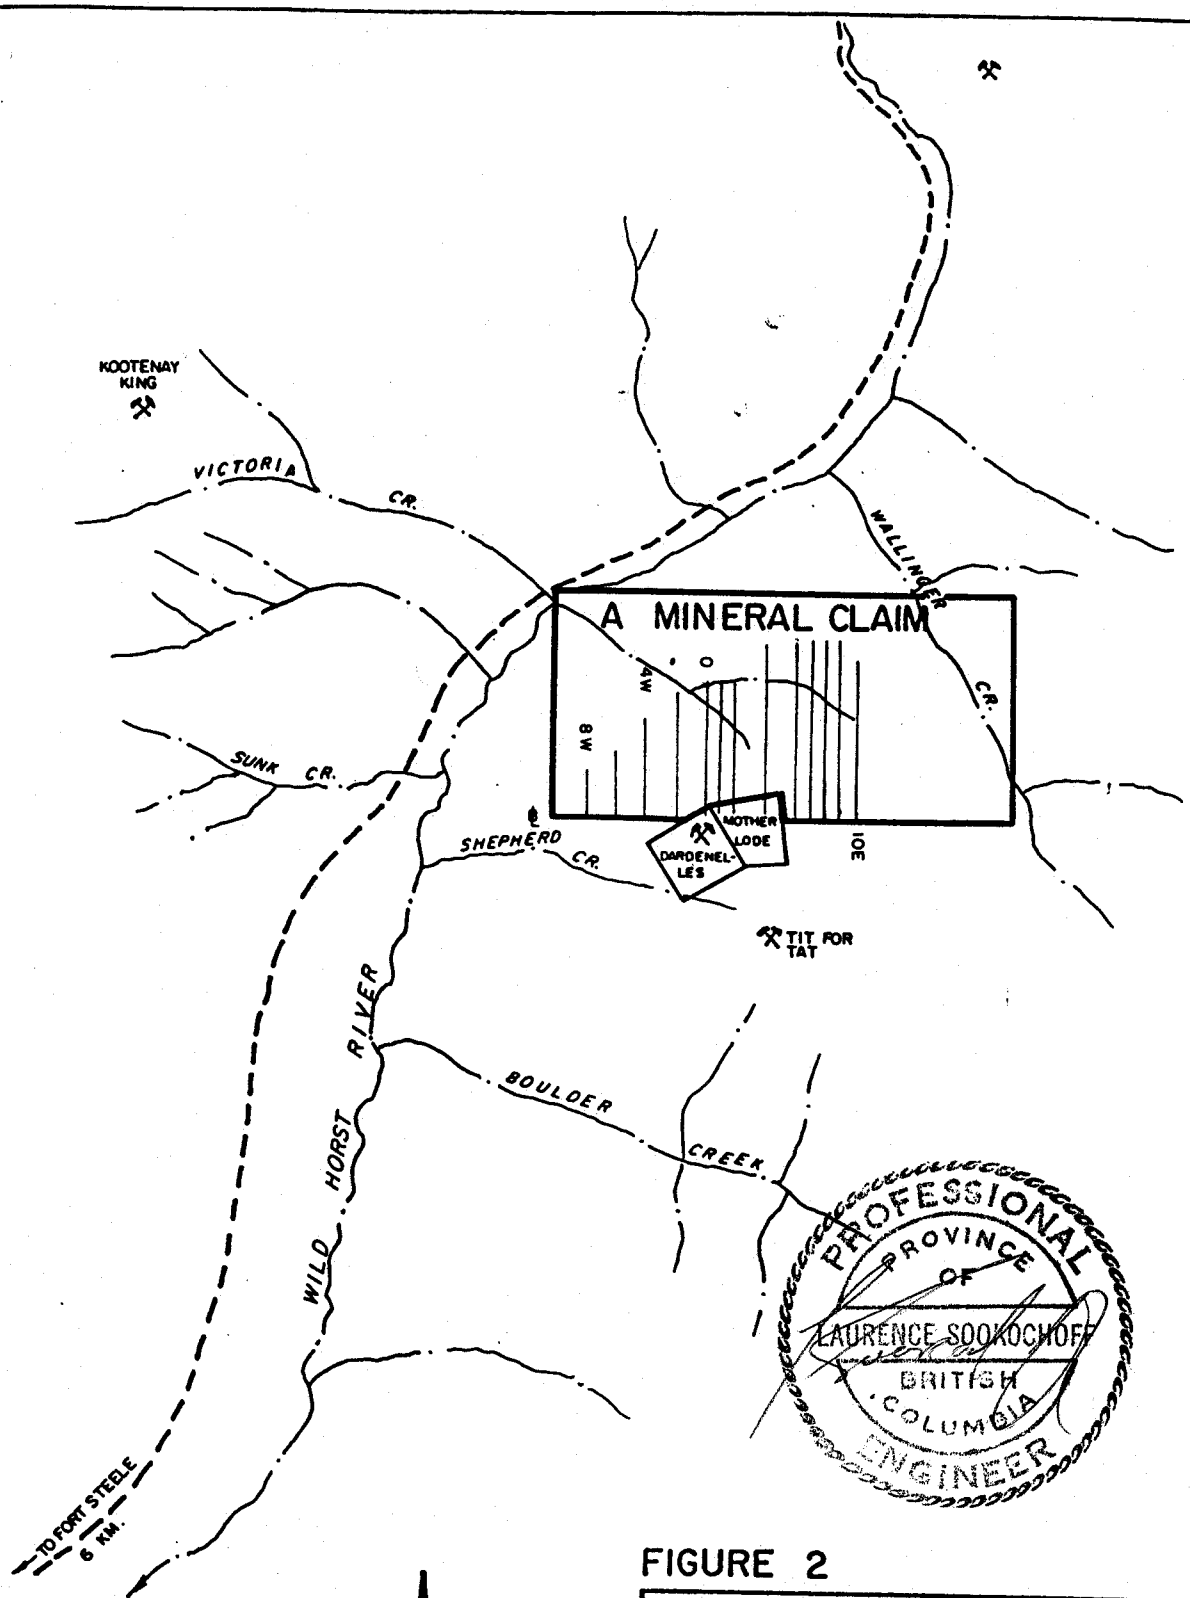 KOOTENAY
KING
VICTORIA CR.
WALLINGER CR.
A MINERAL CLAIM
8W
4W
0
10E
SUNK CR.
SHEPHERD CR.
MOTHER
LODE
DARDENEL-
LES
TIT FOR
TAT
WILD HORST RIVER
BOULDER CREEK
PROFESSIONAL
PROVINCE
OF
LAURENCE SOOKOCHOFF
BRITISH
COLUMBIA
ENGINEER
TO FORT STEELE
6 KM.
FIGURE 2